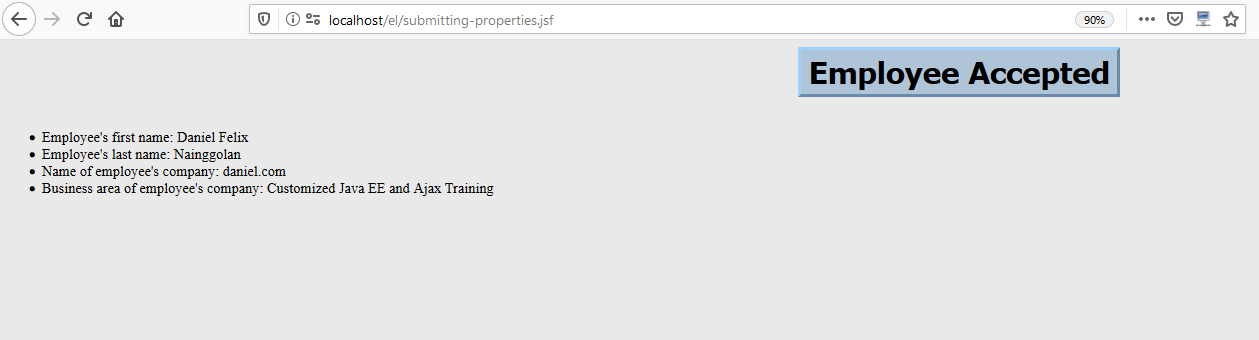 localhost/el/submitting-properties.jsf
90%
Employee Accepted
Employee's first name: Daniel Felix
Employee's last name: Nainggolan
Name of employee's company: daniel.com
Business area of employee's company: Customized Java EE and Ajax Training